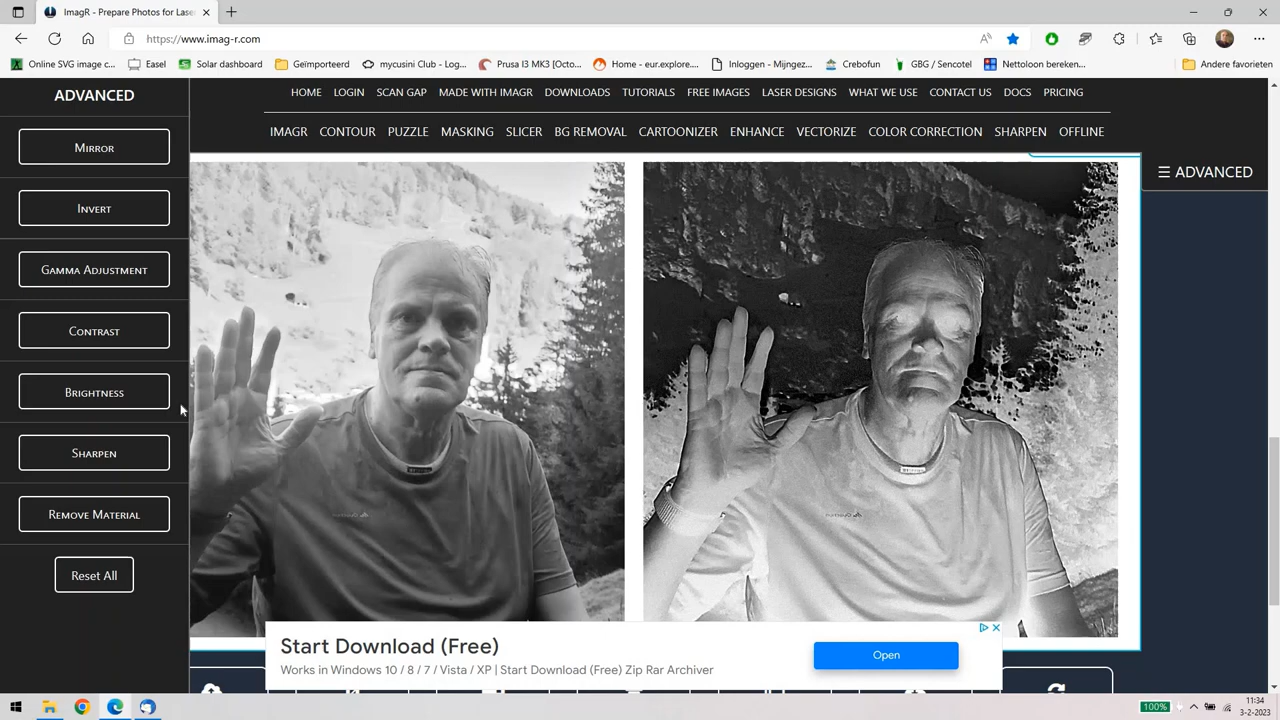 ImagR - Prepare Photos for Lase
https://www.imag-r.com
Online SVG image c...
Easel
Solar dashboard
Geïmporteerd
mycusini Club - Log...
Prusa I3 MK3 [Octo...
Home - eur.explore....
Inloggen - Mijngez...
Crebofun
GBG / Sencotel
Nettoloon bereken...
Andere favorieten
ADVANCED
HOME
LOGIN
SCAN GAP
MADE WITH IMAGR
DOWNLOADS
TUTORIALS
FREE IMAGES
LASER DESIGNS
WHAT WE USE
CONTACT US
DOCS
PRICING
IMAGR
CONTOUR
PUZZLE
MASKING
SLICER
BG REMOVAL
CARTOONIZER
ENHANCE
VECTORIZE
COLOR CORRECTION
SHARPEN
OFFLINE
☰ ADVANCED
MIRROR
INVERT
GAMMA ADJUSTMENT
CONTRAST
BRIGHTNESS
SHARPEN
REMOVE MATERIAL
Reset All
Start Download (Free)
Works in Windows 10 / 8 / 7 / Vista / XP | Start Download (Free) Zip Rar Archiver
Open
100%
11:34
3-2-2023